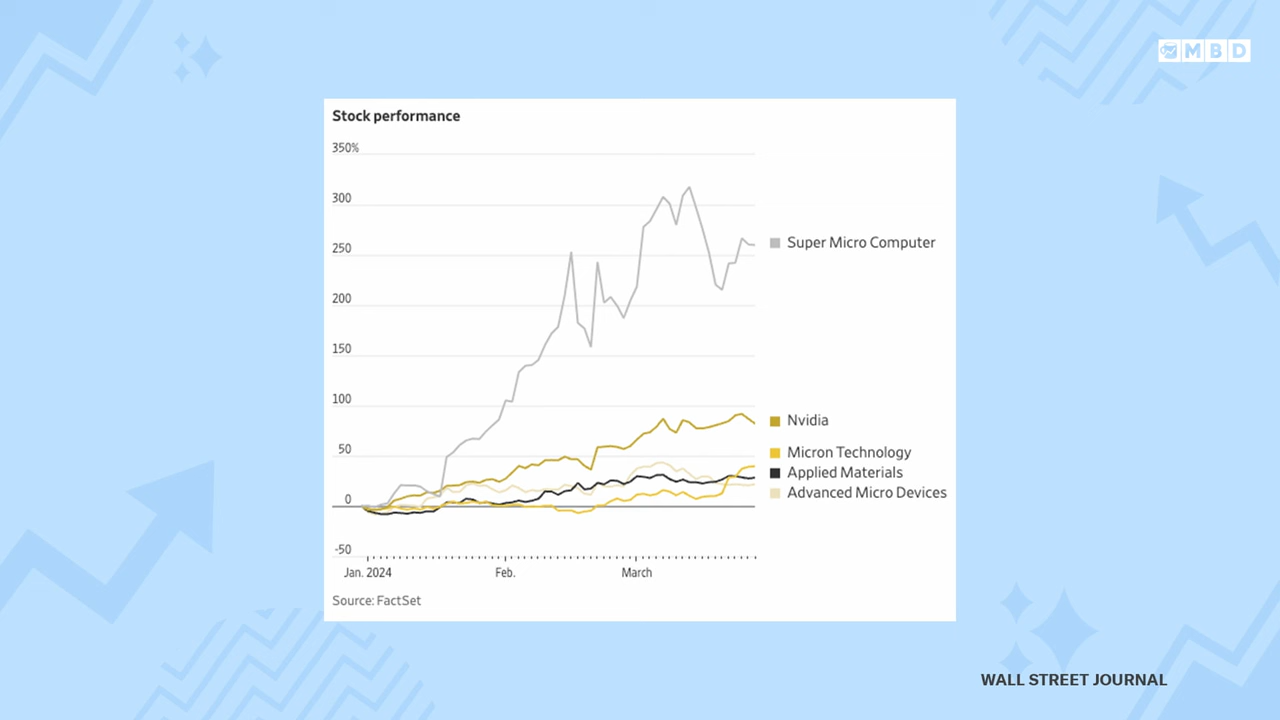 MBD
Stock performance
350%
300
250
200
150
100
50
0
-50
Super Micro Computer
Nvidia
Micron Technology
Applied Materials
Advanced Micro Devices
Jan. 2024 Feb. March
Source: FactSet
WALL STREET JOURNAL